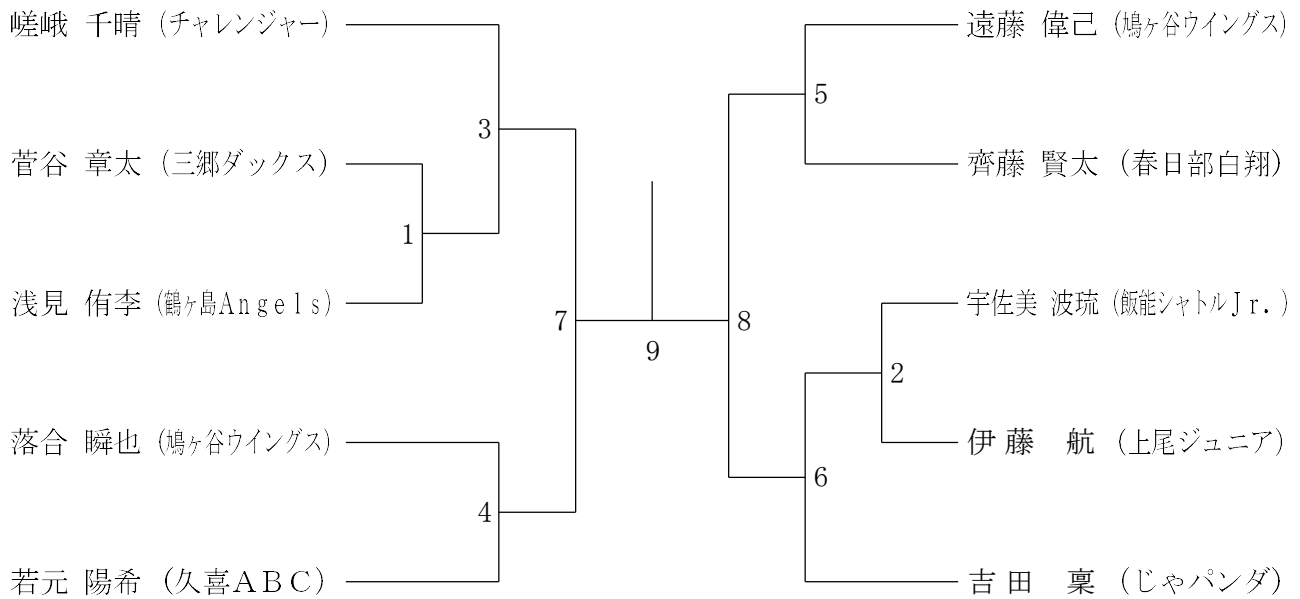 嵯峨 千晴 (チャレンジャー)
3
菅谷 章太 (三郷ダックス)
1
浅見 侑李 (鶴ヶ島Angels)
7
落合 瞬也 (鳩ヶ谷ウイングス)
4
若元 陽希 (久喜ABC)
9
遠藤 偉己 (鳩ヶ谷ウイングス)
5
齊藤 賢太 (春日部白翔)
8
宇佐美 波琉 (飯能シャトルJr.)
2
伊藤 航 (上尾ジュニア)
6
吉田 稟 (じゃパンダ)